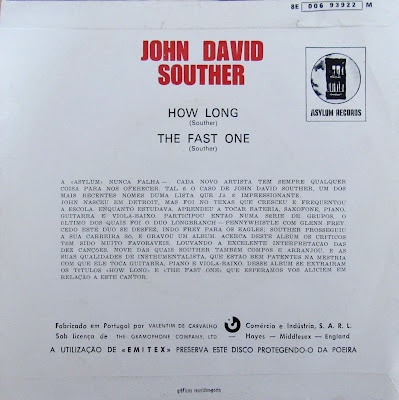 8E 006 93922 M
JOHN DAVID
SOUTHER
HOW LONG
(Souther)
THE FAST ONE
(Souther)
ASYLUM RECORDS
A «ASYLUM» NUNCA FALHA — CADA NOVO ARTISTA TEM SEMPRE QUALQUER
COISA PARA NOS OFERECER. TAL É O CASO DE JOHN DAVID SOUTHER, UM DOS
MAIS RECENTES NOMES DUMA LISTA QUE JÁ É IMPRESSIONANTE.
JOHN NASCEU EM DETROIT, MAS FOI NO TEXAS QUE CRESCEU E FREQUENTOU
A ESCOLA. ENQUANTO ESTUDAVA, APRENDEU A TOCAR BATERIA, SAXOFONE, PIANO,
GUITARRA E VIOLA-BAIXO. PARTICIPOU ENTÃO NUMA SÉRIE DE GRUPOS, O
ÚLTIMO DOS QUAIS FOI O DUO LONGBRANCH — PENNYWHISTLE COM GLENN FREY.
CEDO ESTE DUO SE DESFEZ, INDO FREY PARA OS EAGLES; SOUTHER PROSSEGUIU
A SUA CARREIRA SÓ, E GRAVOU UM ALBUM. ACERCA DESTE ALBUM OS CRÍTICOS
TÊM SIDO MUITO FAVORÁVEIS, LOUVANDO A EXCELENTE INTERPRETAÇÃO DAS
DEZ CANÇÕES, NOVE DAS QUAIS SOUTHER TAMBÉM COMPÔS E ARRANJOU, E AS
SUAS QUALIDADES DE INSTRUMENTALISTA, QUE ESTÃO BEM PATENTES NA MESTRIA
COM QUE ELE TOCA GUITARRA, PIANO E VIOLA-BAIXO. DESSE ALBUM SE EXTRAÍRAM
OS TÍTULOS «HOW LONG» E «THE FAST ONE» QUE ESPERAMOS VOS ALICIEM EM
RELAÇÃO A ESTE CANTOR.
Fabricado em Portugal por VALENTIM DE CARVALHO Comércio e Indústria, S. A. R. L.
Sob licença de THE GRAMOPHONE COMPANY, LTD. — Hayes — Middlesex — England
A UTILIZAÇÃO DE «EMITEX» PRESERVA ESTE DISCO PROTEGENDO-O DA POEIRA